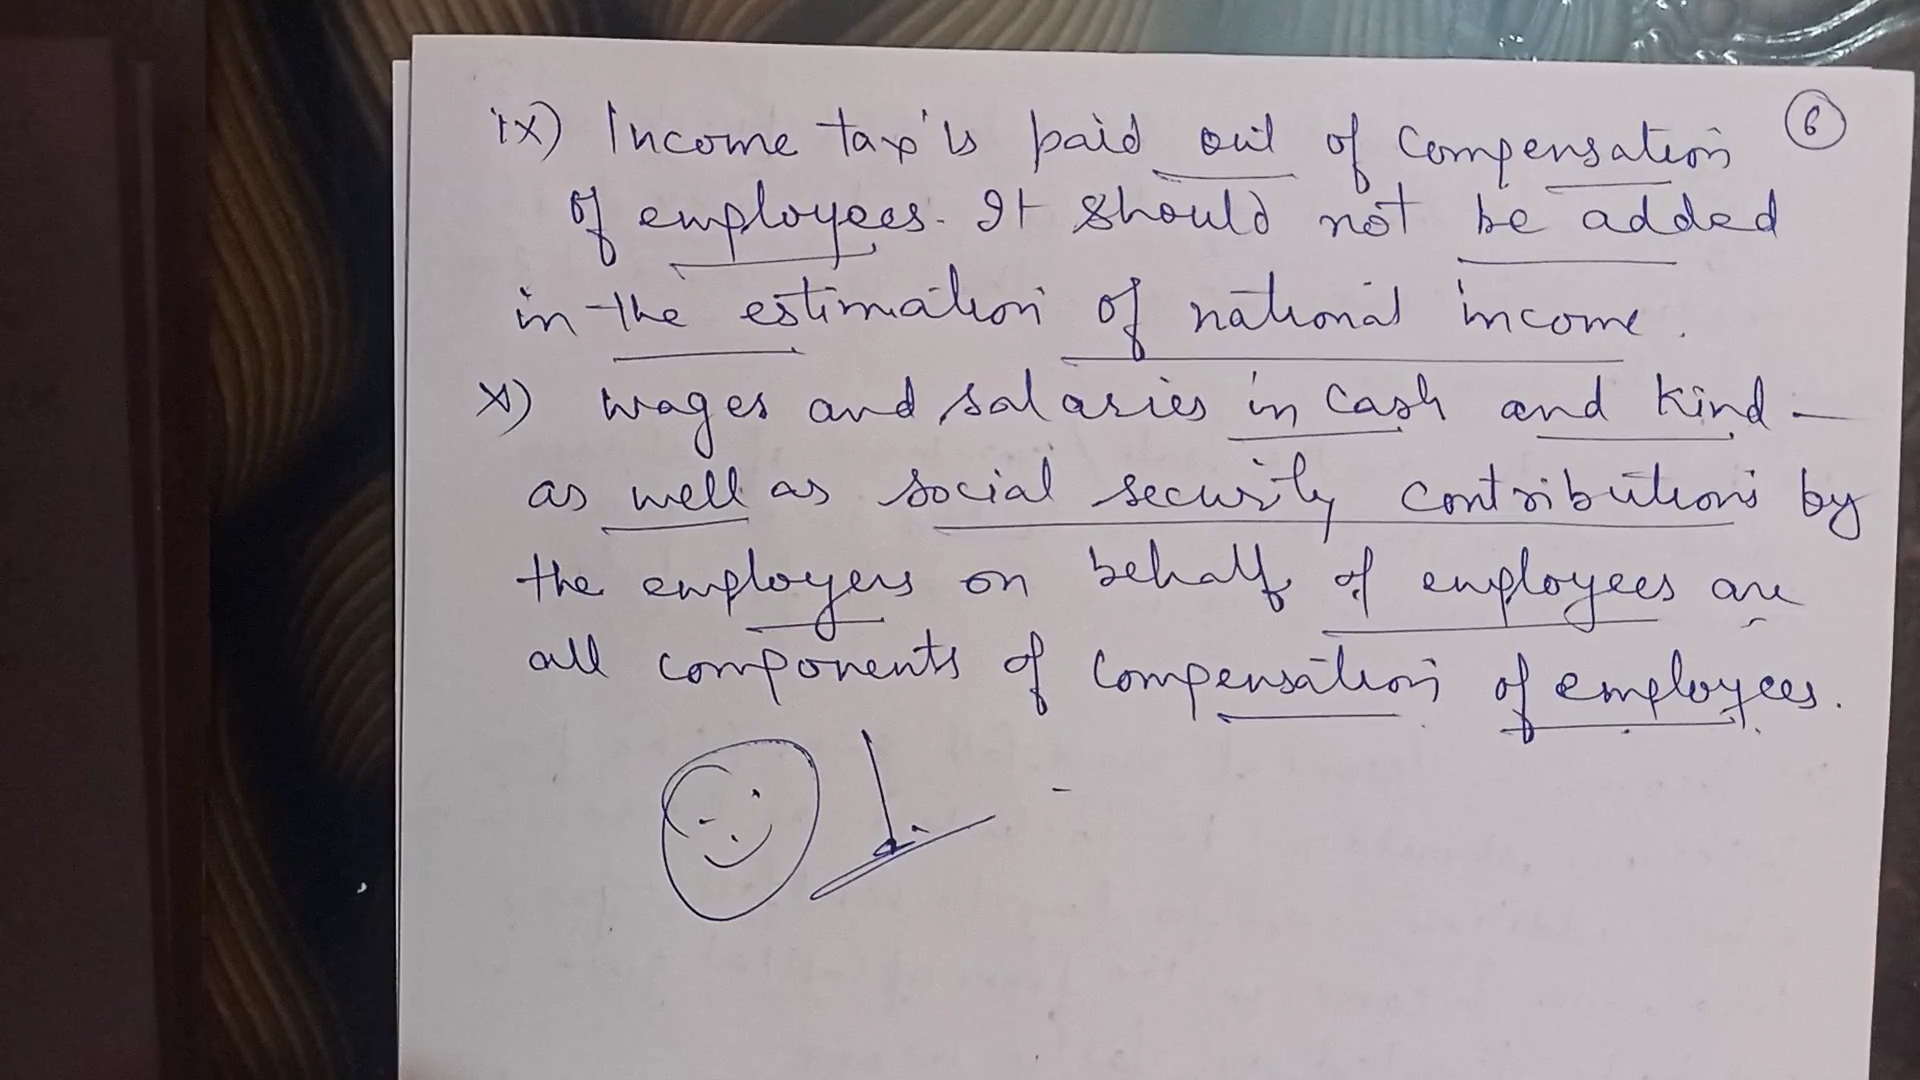 ix) Income tax is paid out of Compensation 6
of employees. It should not be added
in the estimation of national income.
x) wages and salaries in Cash and Kind -
as well as social security contributions by
the employers on behalf of employees are
all components of Compensation of employees.